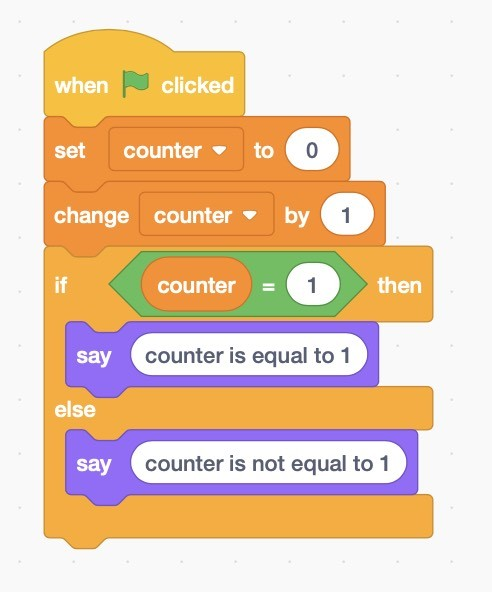 when clicked
set counter to 0
change counter by 1
if counter = 1 then
say counter is equal to 1
else
say counter is not equal to 1